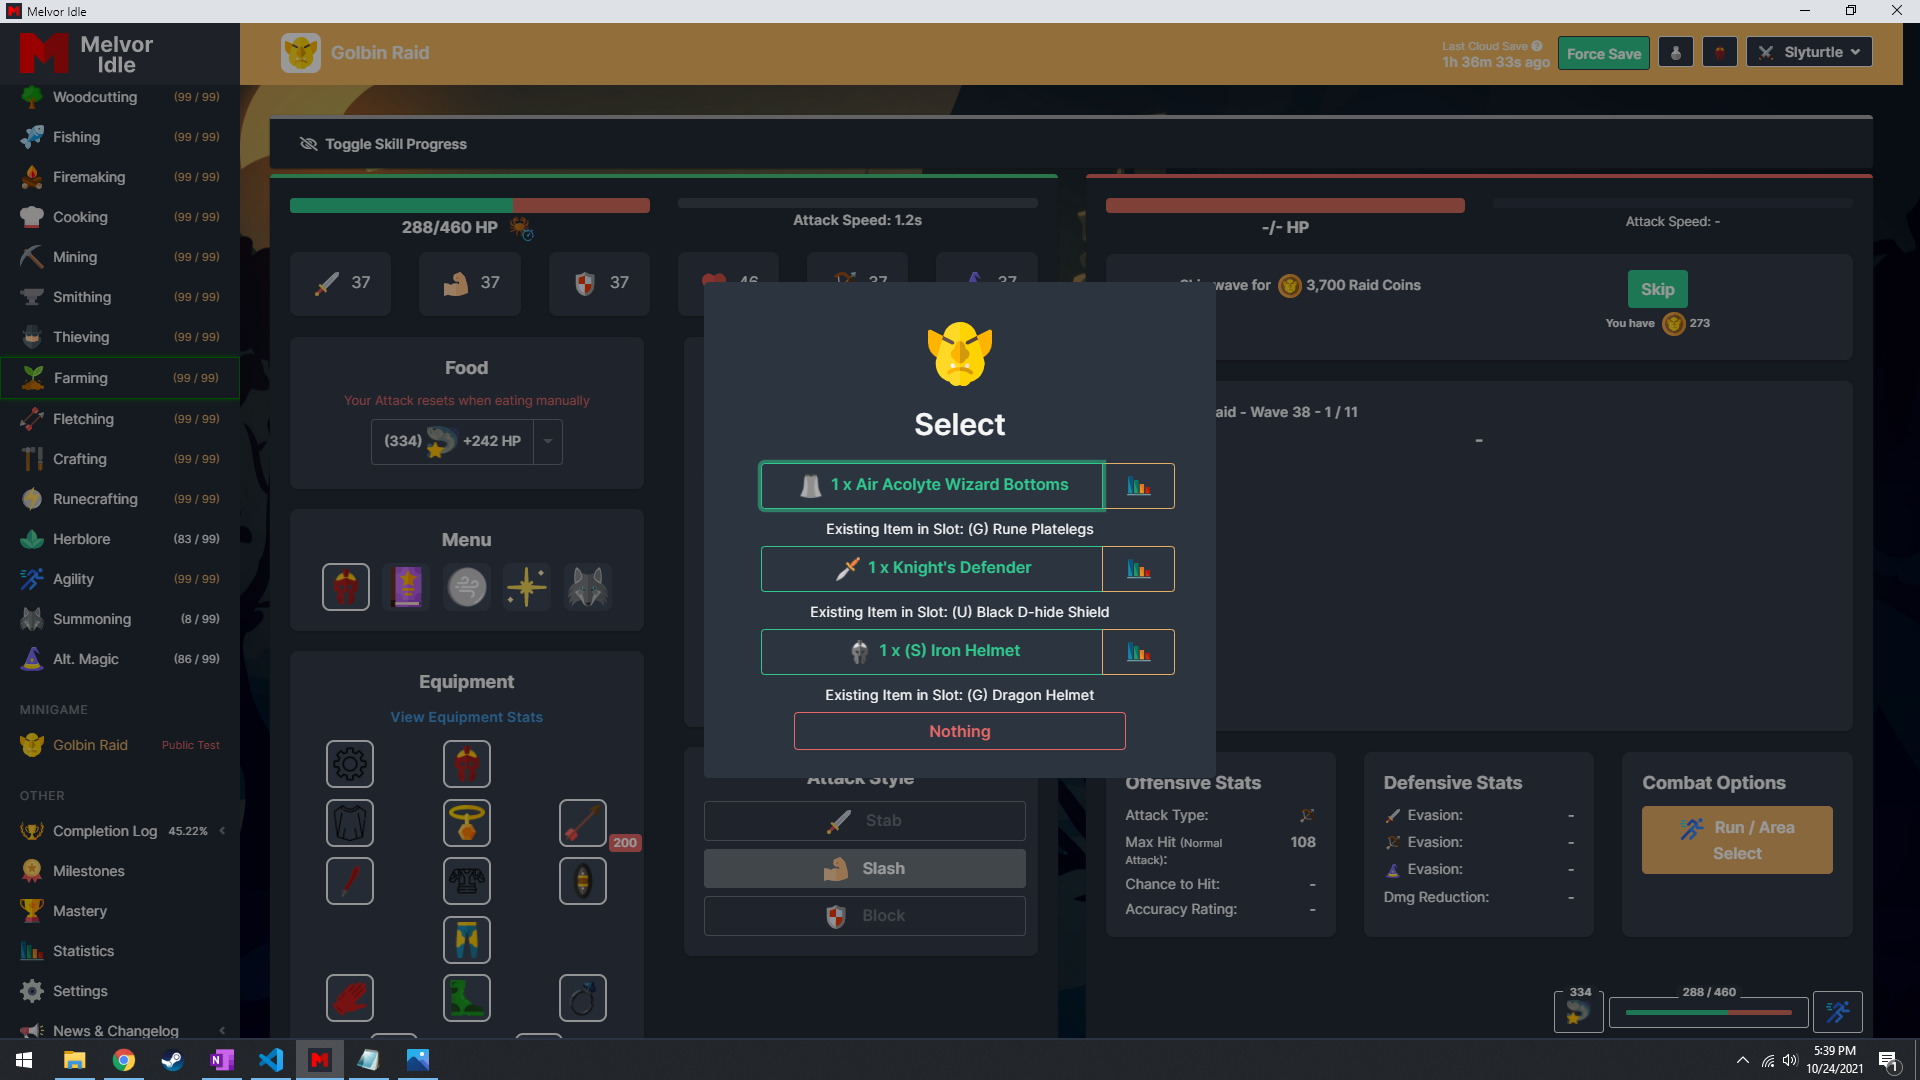 Melvor Idle
Melvor
Idle
Golbin Raid
Last Cloud Save
1h 36m 33s ago
Force Save
Slyturtle
Woodcutting (99 / 99)
Fishing (99 / 99)
Firemaking (99 / 99)
Cooking (99 / 99)
Mining (99 / 99)
Smithing (99 / 99)
Thieving (99 / 99)
Farming (99 / 99)
Fletching (99 / 99)
Crafting (99 / 99)
Runecrafting (99 / 99)
Herblore (83 / 99)
Agility (99 / 99)
Summoning (8 / 99)
Alt. Magic (86 / 99)
MINIGAME
Golbin Raid Public Test
OTHER
Completion Log 45.22%
Milestones
Mastery
Statistics
Settings
News & Changelog
Toggle Skill Progress
288/460 HP
Attack Speed: 1.2s
37 37 37 46 37 37
Food
Your Attack resets when eating manually
(334) +242 HP
Menu
Equipment
View Equipment Stats
200
Attack Style
Stab
Slash
Block
-/- HP
Attack Speed: -
wave for 3,700 Raid Coins
Skip
You have 273
aid - Wave 38 - 1 / 11
-
Select
1 x Air Acolyte Wizard Bottoms
Existing Item in Slot: (G) Rune Platelegs
1 x Knight's Defender
Existing Item in Slot: (U) Black D-hide Shield
1 x (S) Iron Helmet
Existing Item in Slot: (G) Dragon Helmet
Nothing
Offensive Stats
Attack Type:
Max Hit (Normal 108
Attack):
Chance to Hit: -
Accuracy Rating: -
Defensive Stats
Evasion: -
Evasion: -
Evasion: -
Dmg Reduction: -
Combat Options
Run / Area
Select
334
288 / 460
5:39 PM
10/24/2021
1